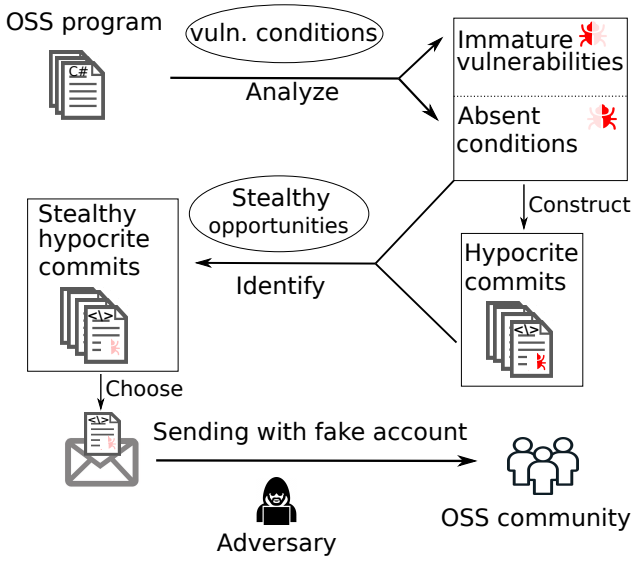 OSS program
C#
vuln. conditions
Analyze
Immature
vulnerabilities
Absent
conditions
Construct
Hypocrite
commits
<\>
Stealthy
opportunities
Identify
Stealthy
hypocrite
commits
<\>
Choose
<\>
Sending with fake account
Adversary
OSS community